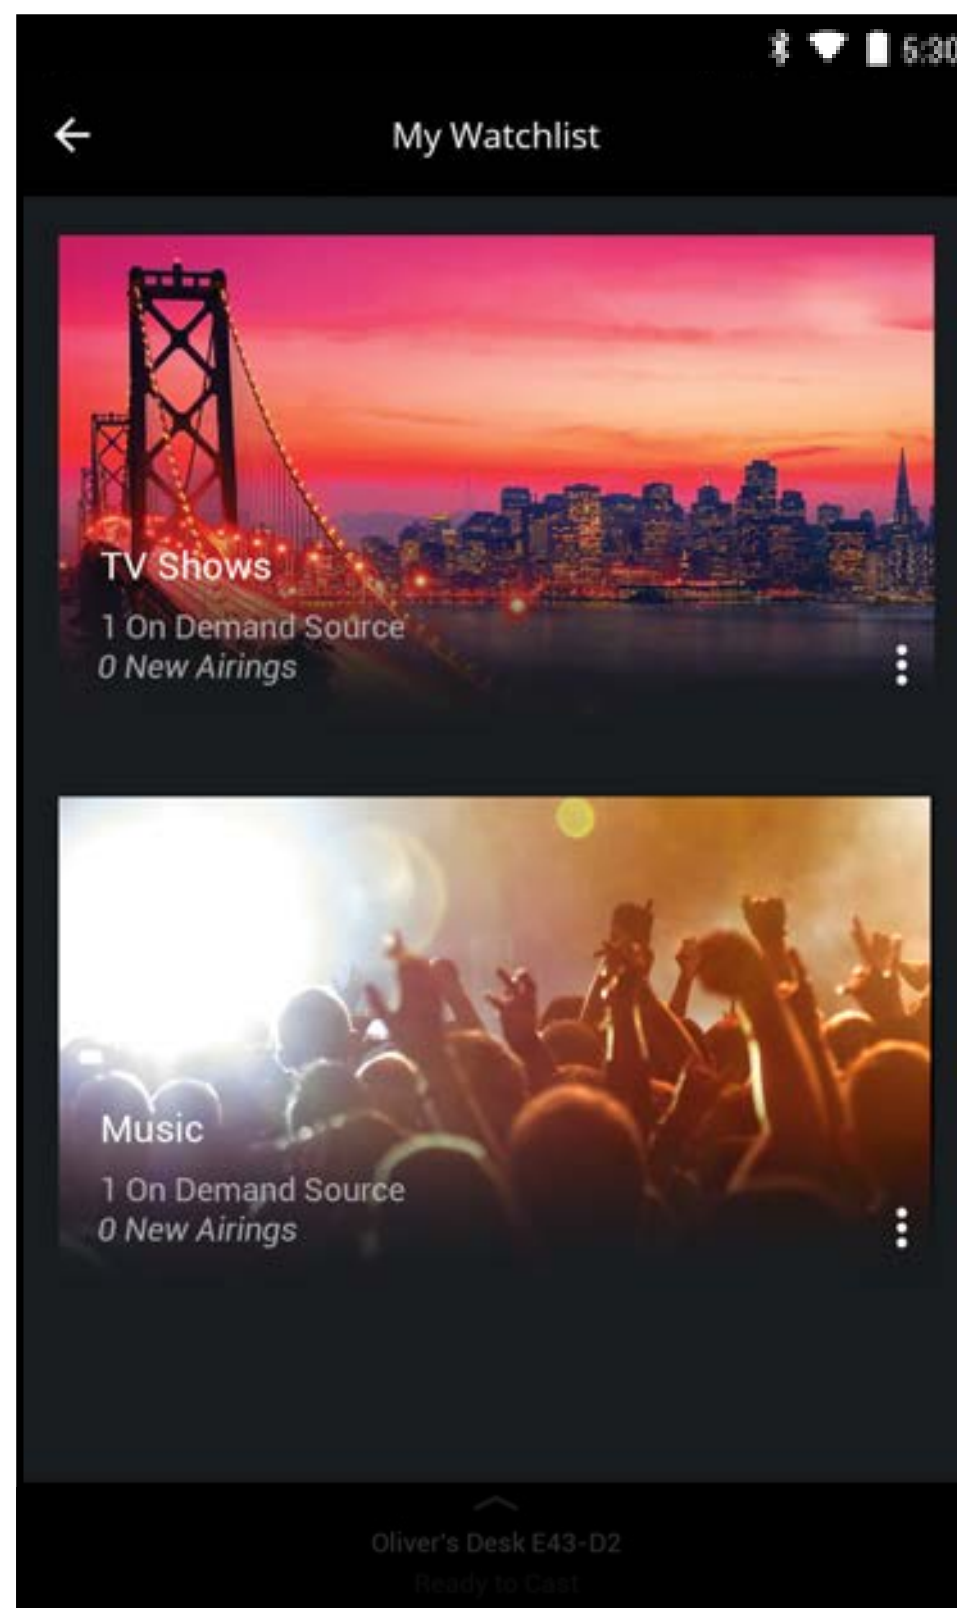 6:30
My Watchlist
TV Shows
1 On Demand Source
0 New Airings
Music
1 On Demand Source
0 New Airings
Oliver's Desk E43-D2
Ready to Cast